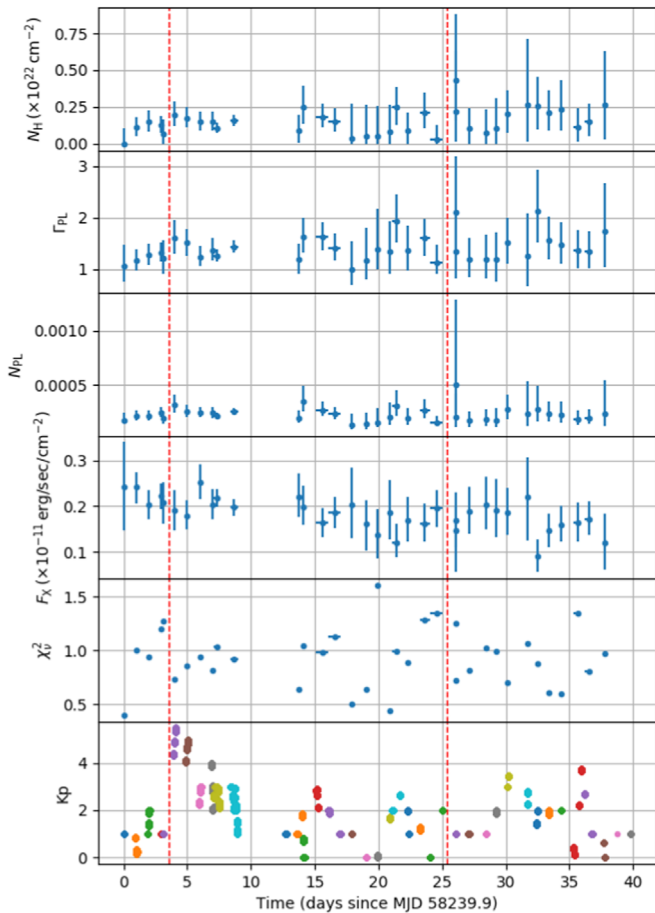 N_H (×10²² cm⁻²)
0.75
0.50
0.25
0.00
Γ_PL
3
2
1
N_PL
0.0010
0.0005
F_X (×10⁻¹¹ erg/sec/cm⁻²)
0.3
0.2
0.1
χ²_ν
1.5
1.0
0.5
Kp
4
2
0
0 5 10 15 20 25 30 35 40
Time (days since MJD 58239.9)